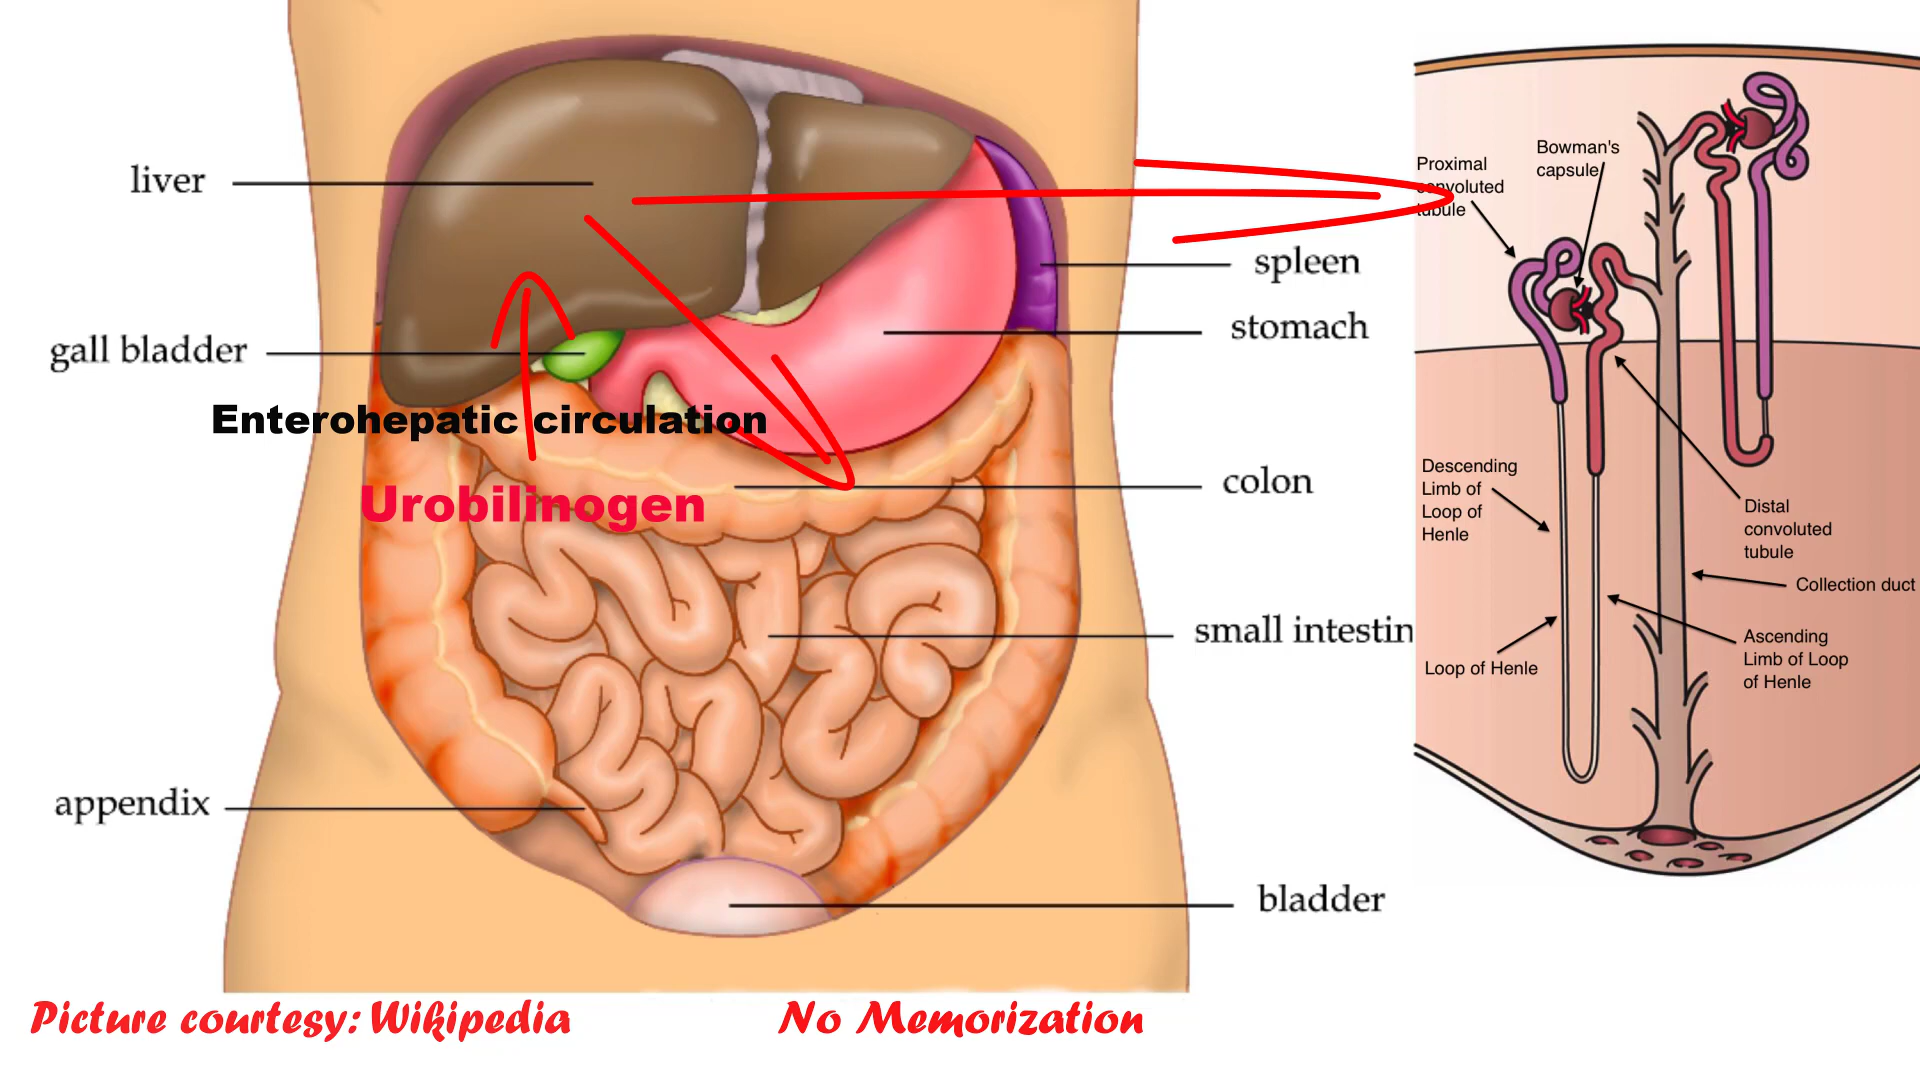 liver
gall bladder
Enterohepatic circulation
Urobilinogen
appendix
spleen
stomach
colon
small intestin
bladder
Proximal
convoluted
tubule
Bowman's
capsule
Descending
Limb of
Loop of
Henle
Loop of Henle
Distal
convoluted
tubule
Collection duct
Ascending
Limb of Loop
of Henle
Picture courtesy: Wikipedia
No Memorization